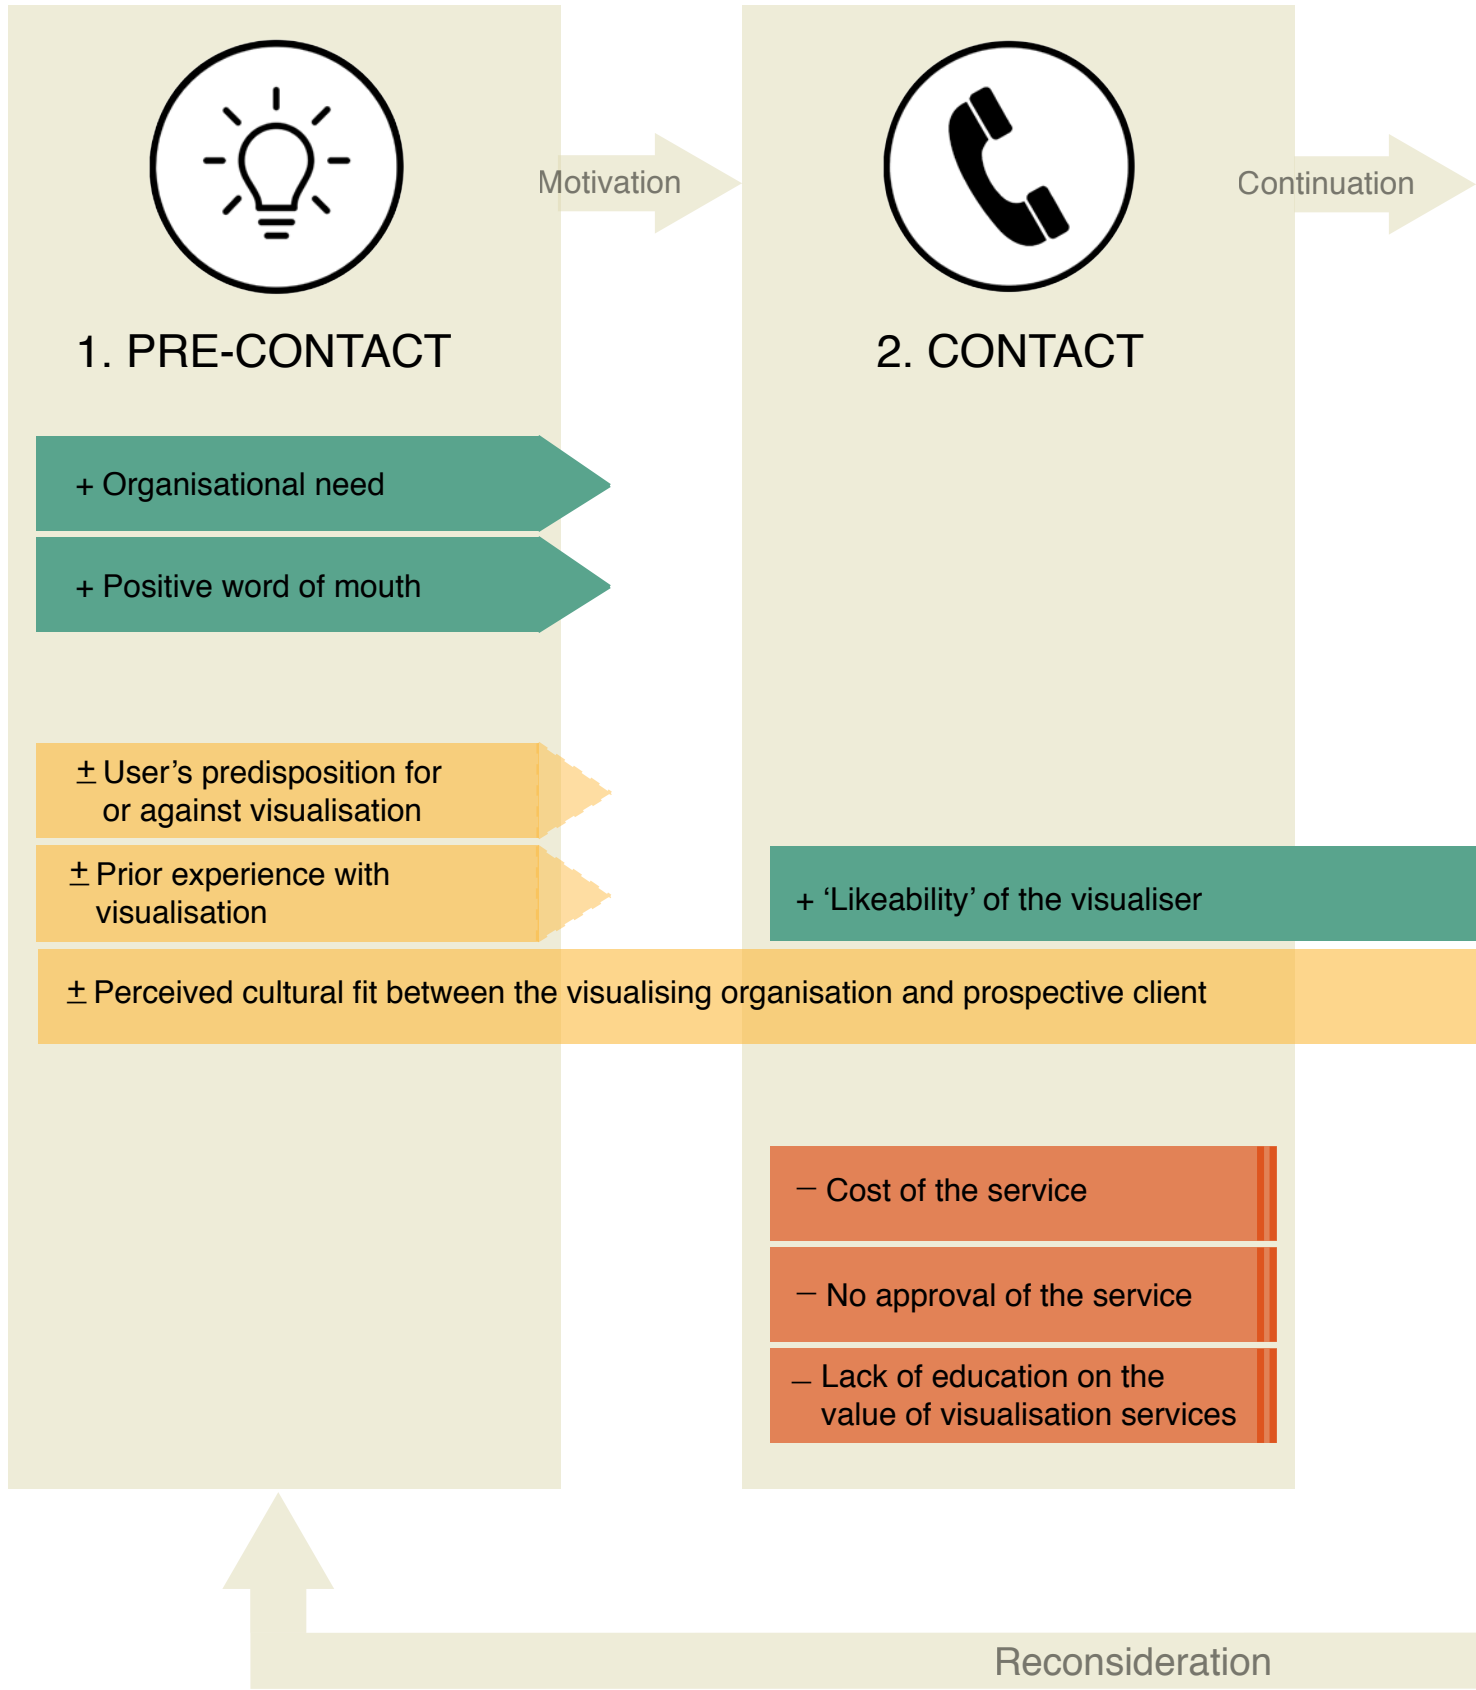 Motivation
Continuation
1. PRE-CONTACT
2. CONTACT
+ Organisational need
+ Positive word of mouth
± User’s predisposition for
or against visualisation
± Prior experience with
visualisation
+ ‘Likeability’ of the visualiser
± Perceived cultural fit between the visualising organisation and prospective client
– Cost of the service
– No approval of the service
– Lack of education on the
value of visualisation services
Reconsideration